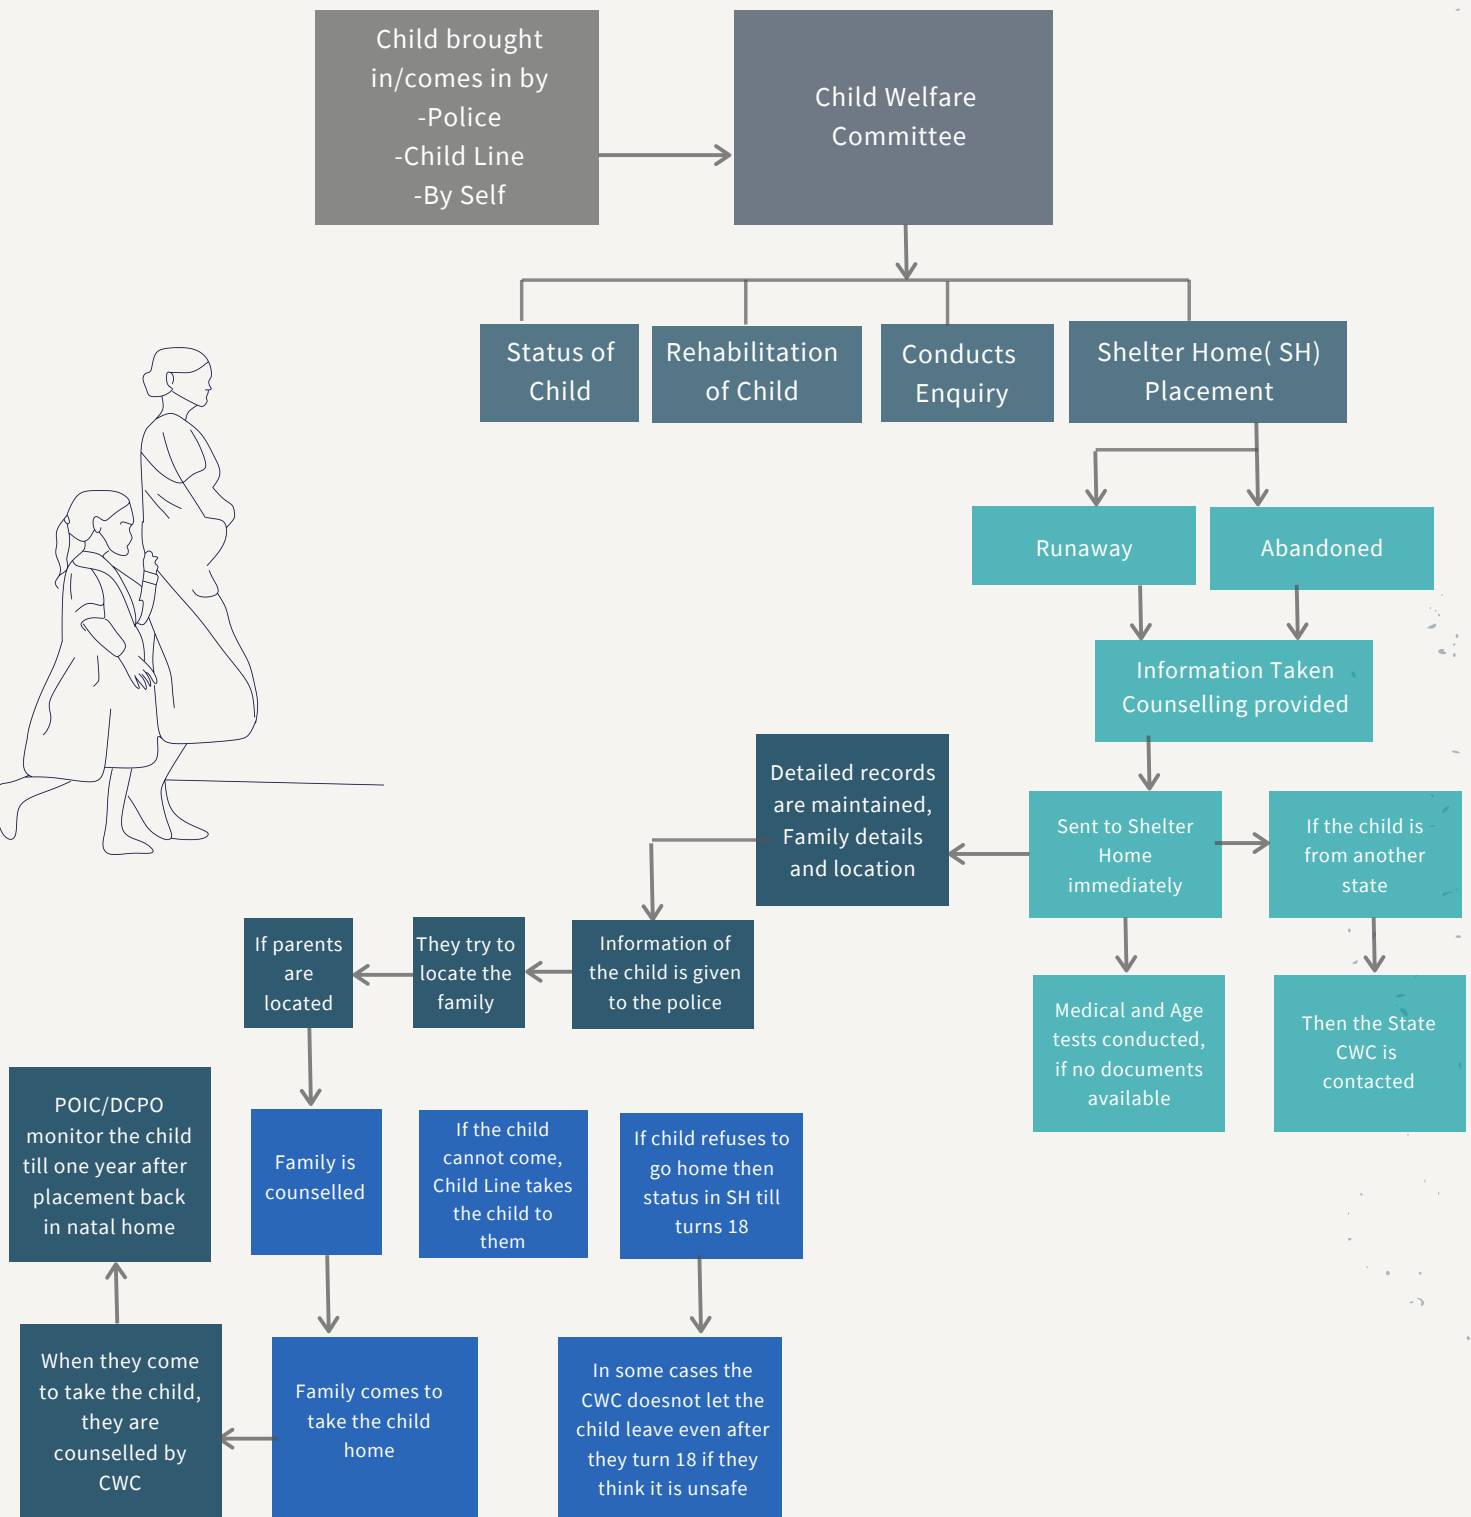 Child brought
in/comes in by
-Police
-Child Line
-By Self
Child Welfare
Committee
Status of
Child
Rehabilitation
of Child
Conducts
Enquiry
Shelter Home( SH)
Placement
Runaway
Abandoned
Information Taken
Counselling provided
Detailed records
are maintained,
Family details
and location
Sent to Shelter
Home
immediately
If the child is
from another
state
If parents
are
located
They try to
locate the
family
Information of
the child is given
to the police
Medical and Age
tests conducted,
if no documents
available
Then the State
CWC is
contacted
POIC/DCPO
monitor the child
till one year after
placement back
in natal home
Family is
counselled
If the child
cannot come,
Child Line takes
the child to
them
If child refuses to
go home then
status in SH till
turns 18
When they come
to take the child,
they are
counselled by
CWC
Family comes to
take the child
home
In some cases the
CWC doesnot let the
child leave even after
they turn 18 if they
think it is unsafe